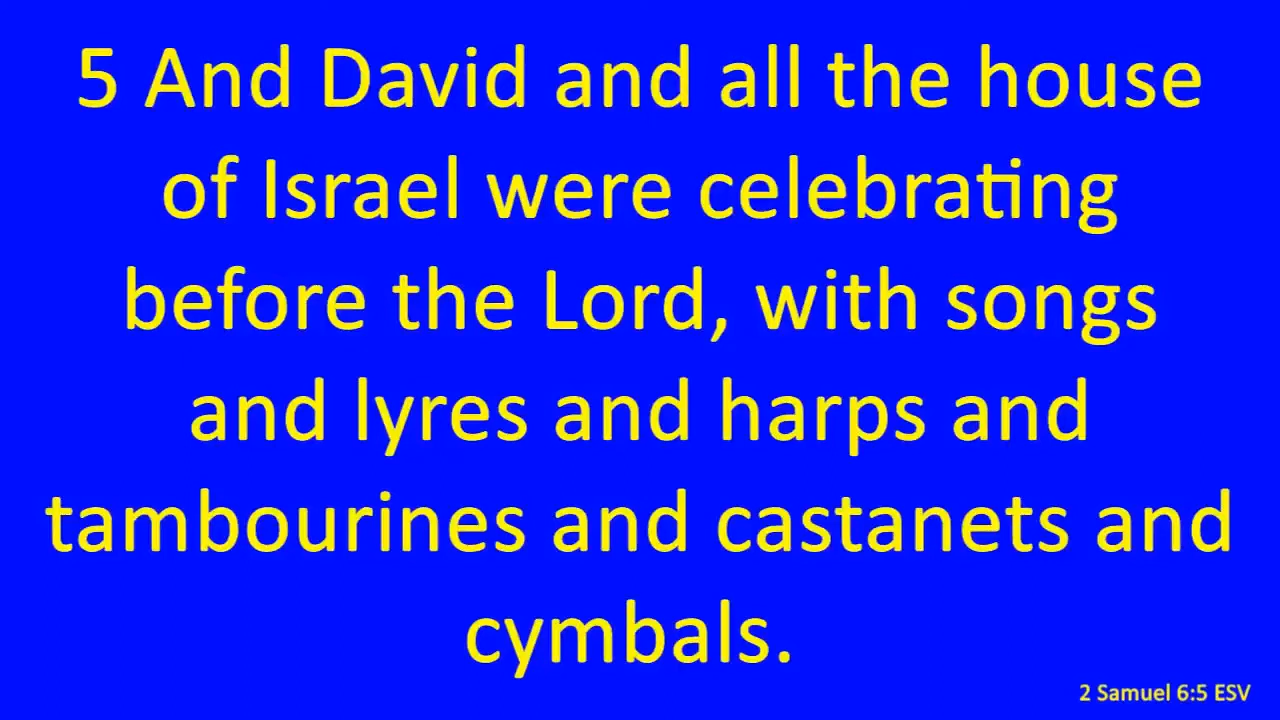 5 And David and all the house
of Israel were celebrating
before the Lord, with songs
and lyres and harps and
tambourines and castanets and
cymbals.
2 Samuel 6:5 ESV